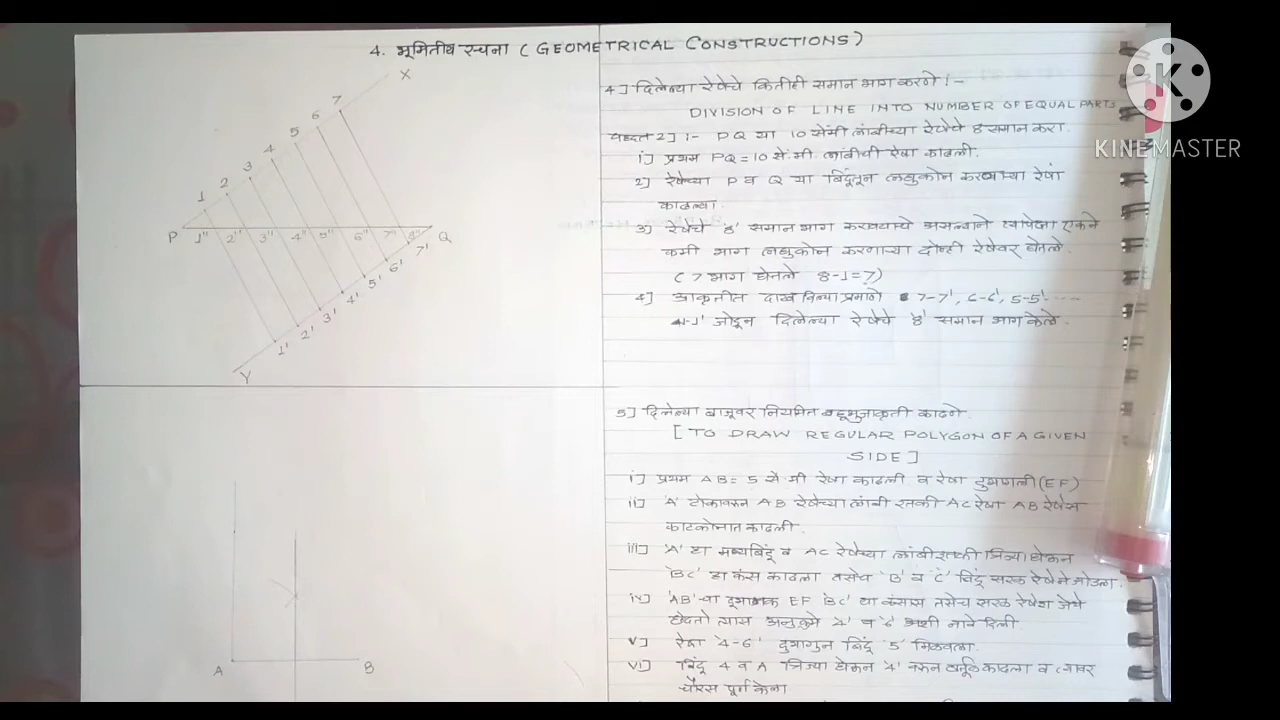 4. भूमितीय रचना (GEOMETRICAL CONSTRUCTIONS)
X
7
6
5
4
3
2
1
P 1" 2" 3" 4" 5" 6" 7" 8" Q
7'
6'
5'
4'
3'
2'
1'
Y
4] दिलेल्या रेषेचे कितीही समान भाग करणे :-
DIVISION OF LINE INTO NUMBER OF EQUAL PARTS
पध्दत 2] :- PQ या 10 सें.मी लांबीच्या रेषेचे 8 समान करा.
i] प्रथम PQ = 10 से.मी. लांबीची रेषा काढली.
2] रेषेच्या P व Q या बिंदूतून लघुकोन करणाऱ्या रेषा
काढल्या.
3) रेषेचे '8' समान भाग करावयाचे असल्याने त्यापेक्षा एकने
कमी भाग लघुकोन करणाऱ्या दोन्ही रेषेवर घेतले.
(7 भाग घेतले 8-1=7)
4] आकृतीत दाखविल्याप्रमाणे 7-7', 6-6', 5-5'.....
1-1' जोडून दिलेल्या रेषेचे '8' समान भाग केले.
5] दिलेल्या बाजूवर नियमित बहूभुजाकृती काढणे
[TO DRAW REGULAR POLYGON OF A GIVEN
SIDE]
i] प्रथम AB = 5 से.मी रेषा काढली व रेषा दुभागली (EF)
ii] 'A' टोकावरून AB रेषेच्या लांबी इतकी AC रेषा AB रेषेस
काटकोनात काढली.
iii] 'A' हा मध्यबिंदू व AC रेषेच्या लांबीइतकी त्रिज्या घेऊन
'BC' हा कंस काढला तसेच 'B' व 'C' बिंदू सरळ रेषेने जोडला.
iv] 'AB' चा दूभाजक EF 'BC' या कंसास तसेच सरळ रेषेश जेथे
छेदतो त्यास अनुक्रमे '4' व '6' अशी नावे दिली
v] रेषा '4-6' दुभागुन बिंदू '5' मिळवला.
vi] बिंदू 4 व A त्रिज्या घेऊन '4' वरून वर्तूळ काढला व त्यावर
चौरस पूर्ण केला
A
B
K
KINEMASTER